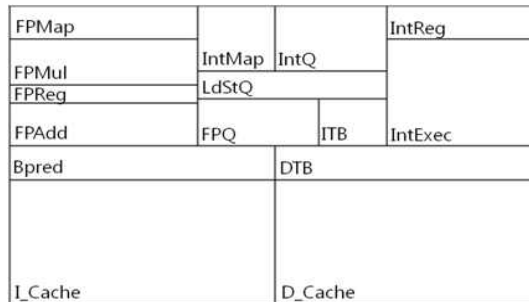 FPMap
IntReg
IntMap
IntQ
FPMul
LdStQ
FPReg
FPAdd
FPQ
ITB
IntExec
Bpred
DTB
I_Cache
D_Cache